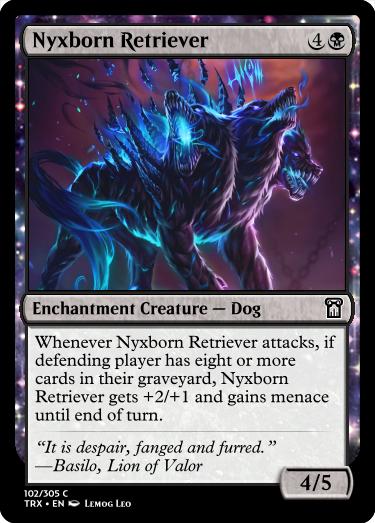 Nyxborn Retriever 4
Enchantment Creature — Dog
Whenever Nyxborn Retriever attacks, if
defending player has eight or more
cards in their graveyard, Nyxborn
Retriever gets +2/+1 and gains menace
until end of turn.
“It is despair, fanged and furred.”
—Basilo, Lion of Valor
4/5
102/305 C
TRX • EN Lemog Leo